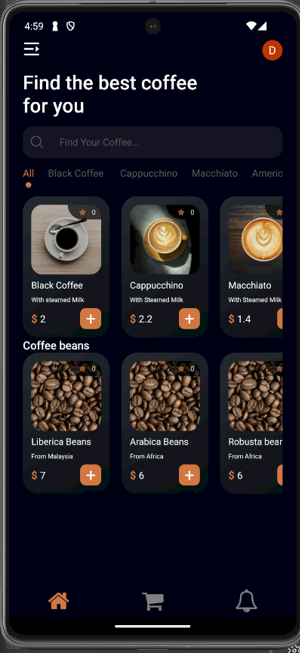 4:59
D
Find the best coffee
for you
Find Your Coffee...
All Black Coffee Cappucchino Macchiato Americ
0 0
Black Coffee Cappucchino Macchiato
With Steamed Milk With Steamed Milk With Steamed Milk
$ 2 $ 2.2 $ 1.4
Coffee beans
0 0
Liberica Beans Arabica Beans Robusta bear
From Malaysia From Africa From Africa
$ 7 $ 6 $ 6